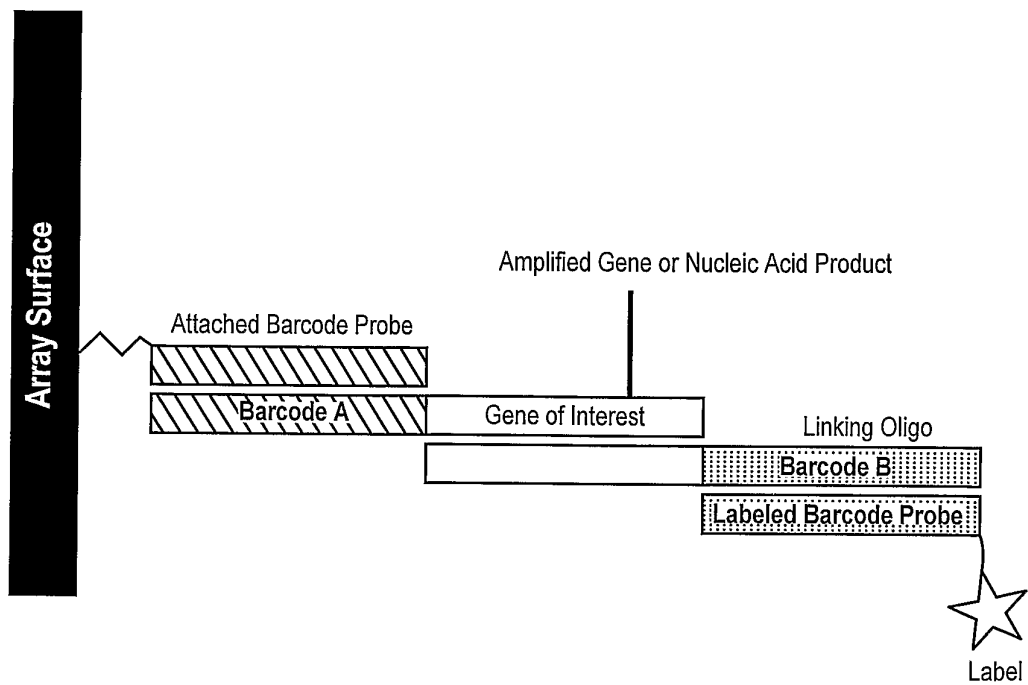 Array Surface
Amplified Gene or Nucleic Acid Product
Attached Barcode Probe
Barcode A
Gene of Interest
Linking Oligo
Barcode B
Labeled Barcode Probe
Label